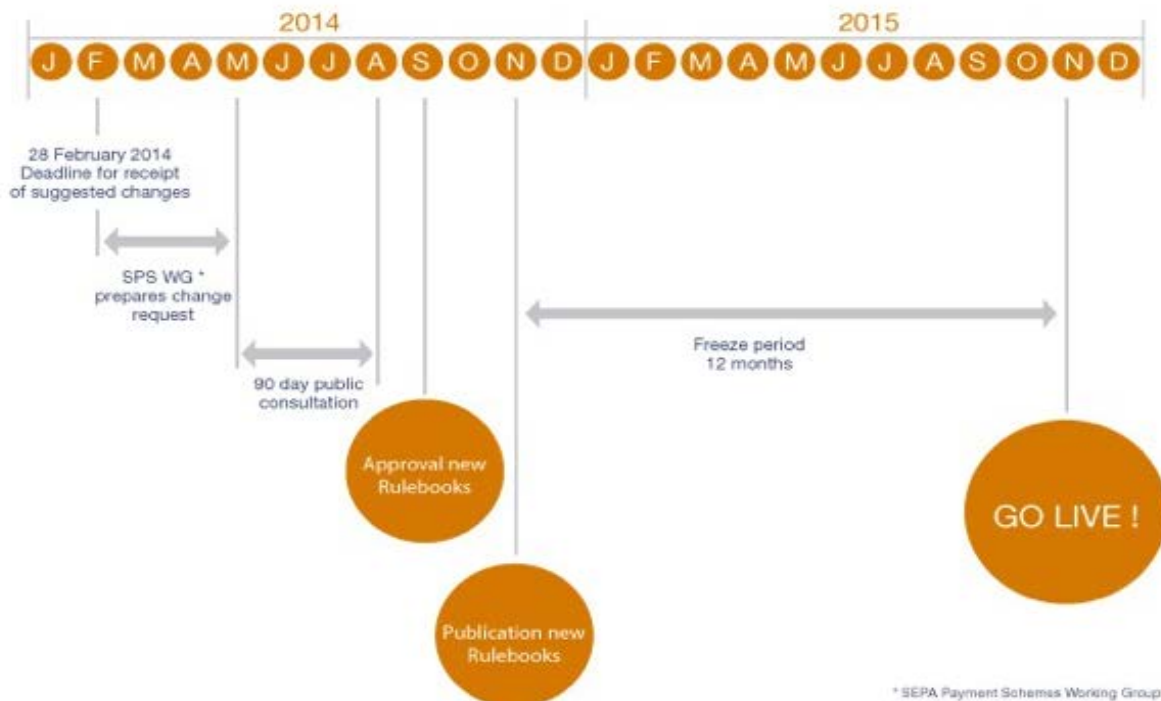 2014
2015
J F M A M J J A S O N D J F M A M J J A S O N D
28 February 2014
Deadline for receipt
of suggested changes
SPS WG *
prepares change
request
90 day public
consultation
Freeze period
12 months
Approval new
Rulebooks
GO LIVE !
Publication new
Rulebooks
* SEPA Payment Schemes Working Group